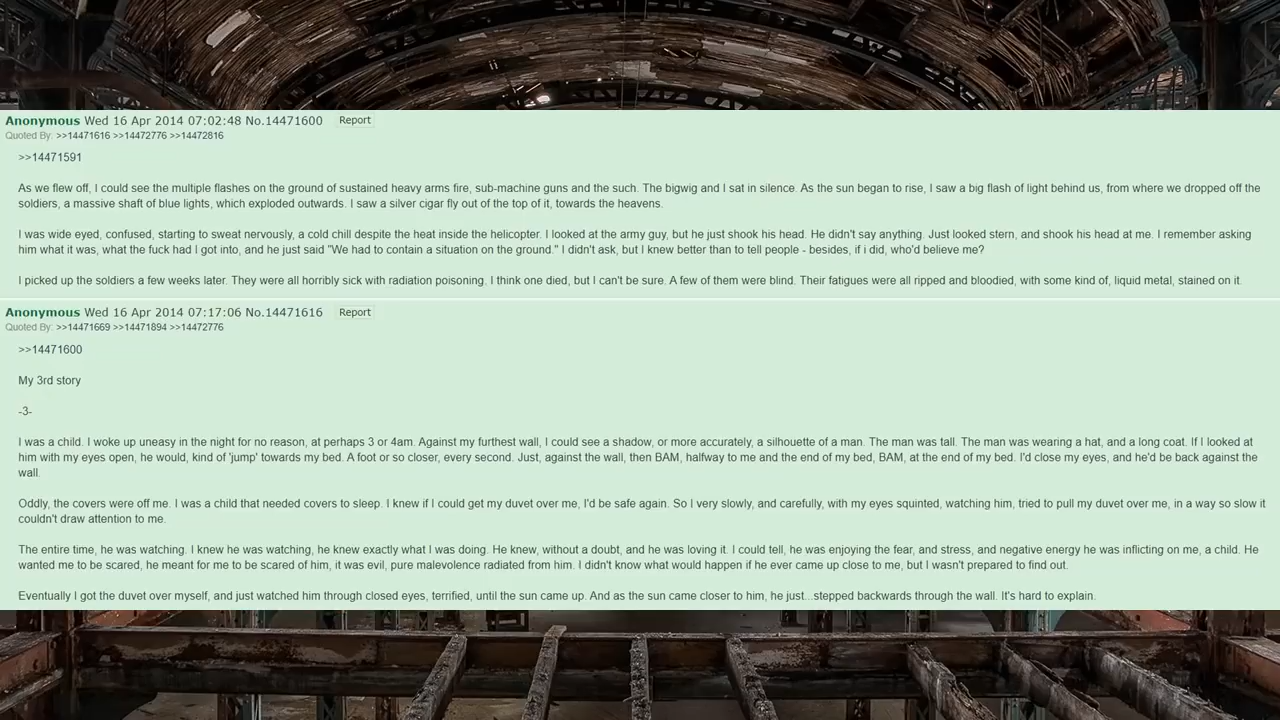 Anonymous Wed 16 Apr 2014 07:02:48 No.14471600 Report
Quoted By: >>14471616 >>14472776 >>14472816
>>14471591
As we flew off, I could see the multiple flashes on the ground of sustained heavy arms fire, sub-machine guns and the such. The bigwig and I sat in silence. As the sun began to rise, I saw a big flash of light behind us, from where we dropped off the
soldiers, a massive shaft of blue lights, which exploded outwards. I saw a silver cigar fly out of the top of it, towards the heavens.
I was wide eyed, confused, starting to sweat nervously, a cold chill despite the heat inside the helicopter. I looked at the army guy, but he just shook his head. He didn't say anything. Just looked stern, and shook his head at me. I remember asking
him what it was, what the fuck had I got into, and he just said "We had to contain a situation on the ground." I didn't ask, but I knew better than to tell people - besides, if i did, who'd believe me?
I picked up the soldiers a few weeks later. They were all horribly sick with radiation poisoning. I think one died, but I can't be sure. A few of them were blind. Their fatigues were all ripped and bloodied, with some kind of, liquid metal, stained on it.
Anonymous Wed 16 Apr 2014 07:17:06 No.14471616 Report
Quoted By: >>14471669 >>14471894 >>14472776
>>14471600
My 3rd story
-3-
I was a child. I woke up uneasy in the night for no reason, at perhaps 3 or 4am. Against my furthest wall, I could see a shadow, or more accurately, a silhouette of a man. The man was tall. The man was wearing a hat, and a long coat. If I looked at
him with my eyes open, he would, kind of 'jump' towards my bed. A foot or so closer, every second. Just, against the wall, then BAM, halfway to me and the end of my bed, BAM, at the end of my bed. I'd close my eyes, and he'd be back against the
wall.
Oddly, the covers were off me. I was a child that needed covers to sleep. I knew if I could get my duvet over me, I'd be safe again. So I very slowly, and carefully, with my eyes squinted, watching him, tried to pull my duvet over me, in a way so slow it
couldn't draw attention to me.
The entire time, he was watching. I knew he was watching, he knew exactly what I was doing. He knew, without a doubt, and he was loving it. I could tell, he was enjoying the fear, and stress, and negative energy he was inflicting on me, a child. He
wanted me to be scared, he meant for me to be scared of him, it was evil, pure malevolence radiated from him. I didn't know what would happen if he ever came up close to me, but I wasn't prepared to find out.
Eventually I got the duvet over myself, and just watched him through closed eyes, terrified, until the sun came up. And as the sun came closer to him, he just...stepped backwards through the wall. It's hard to explain.